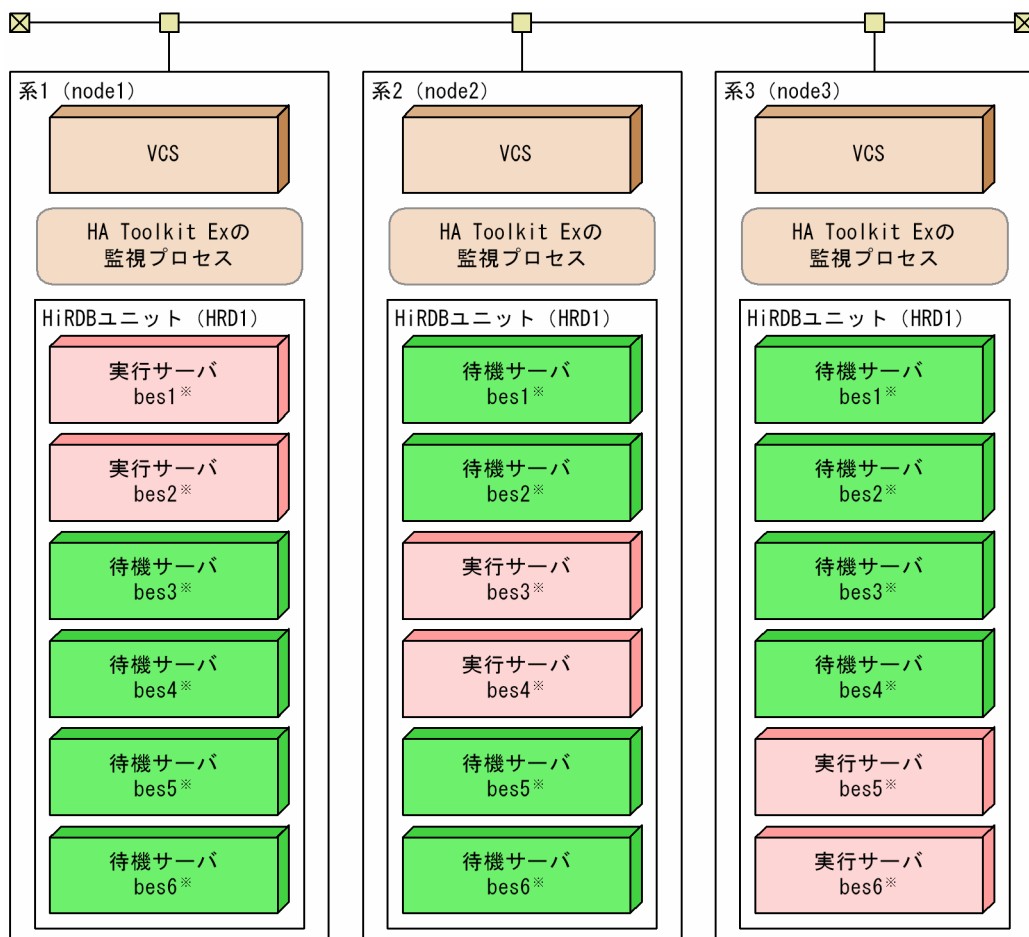 系1（node1）
VCS
HA Toolkit Exの
監視プロセス
HiRDBユニット（HRD1）
実行サーバ
bes1※
実行サーバ
bes2※
待機サーバ
bes3※
待機サーバ
bes4※
待機サーバ
bes5※
待機サーバ
bes6※
系2（node2）
VCS
HA Toolkit Exの
監視プロセス
HiRDBユニット（HRD1）
待機サーバ
bes1※
待機サーバ
bes2※
実行サーバ
bes3※
実行サーバ
bes4※
待機サーバ
bes5※
待機サーバ
bes6※
系3（node3）
VCS
HA Toolkit Exの
監視プロセス
HiRDBユニット（HRD1）
待機サーバ
bes1※
待機サーバ
bes2※
待機サーバ
bes3※
待機サーバ
bes4※
実行サーバ
bes5※
実行サーバ
bes6※